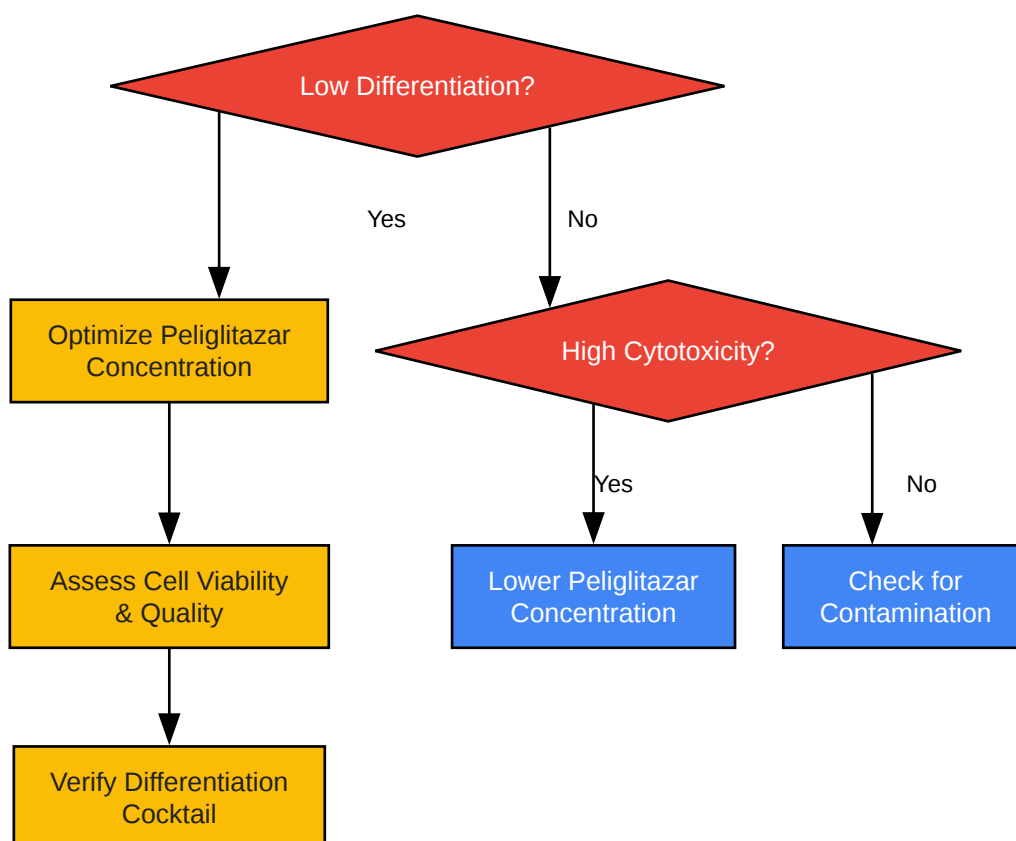 Low Differentiation?
Yes
No
Optimize Peliglitazar
Concentration
High Cytotoxicity?
Yes
No
Assess Cell Viability
& Quality
Lower Peliglitazar
Concentration
Check for
Contamination
Verify Differentiation
Cocktail